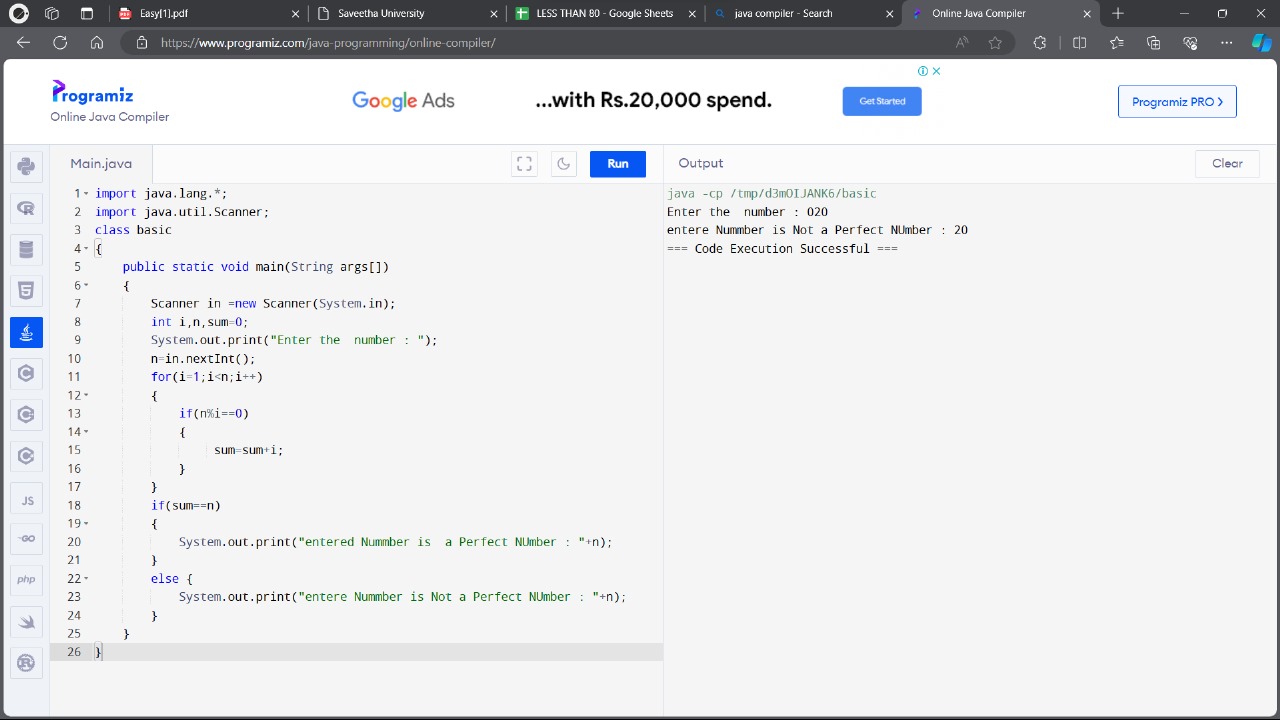 Easy[1].pdf
Saveetha University
LESS THAN 80 - Google Sheets
java compiler - Search
Online Java Compiler
https://www.programiz.com/java-programming/online-compiler/
Programiz
Online Java Compiler
Google Ads
...with Rs.20,000 spend.
Get Started
Programiz PRO >
Main.java
Run
Output
Clear
1 import java.lang.*;
2 import java.util.Scanner;
3 class basic
4 {
5 public static void main(String args[])
6 {
7 Scanner in =new Scanner(System.in);
8 int i,n,sum=0;
9 System.out.print("Enter the  number : ");
10 n=in.nextInt();
11 for(i=1;i<n;i++)
12 {
13 if(n%i==0)
14 {
15 sum=sum+i;
16 }
17 }
18 if(sum==n)
19 {
20 System.out.print("entered Nummber is  a Perfect NUmber : "+n);
21 }
22 else {
23 System.out.print("entere Nummber is Not a Perfect NUmber : "+n);
24 }
25 }
26 }
java -cp /tmp/d3mOIJANK6/basic
Enter the  number : 020
entere Nummber is Not a Perfect NUmber : 20
=== Code Execution Successful ===
JS
GO
php